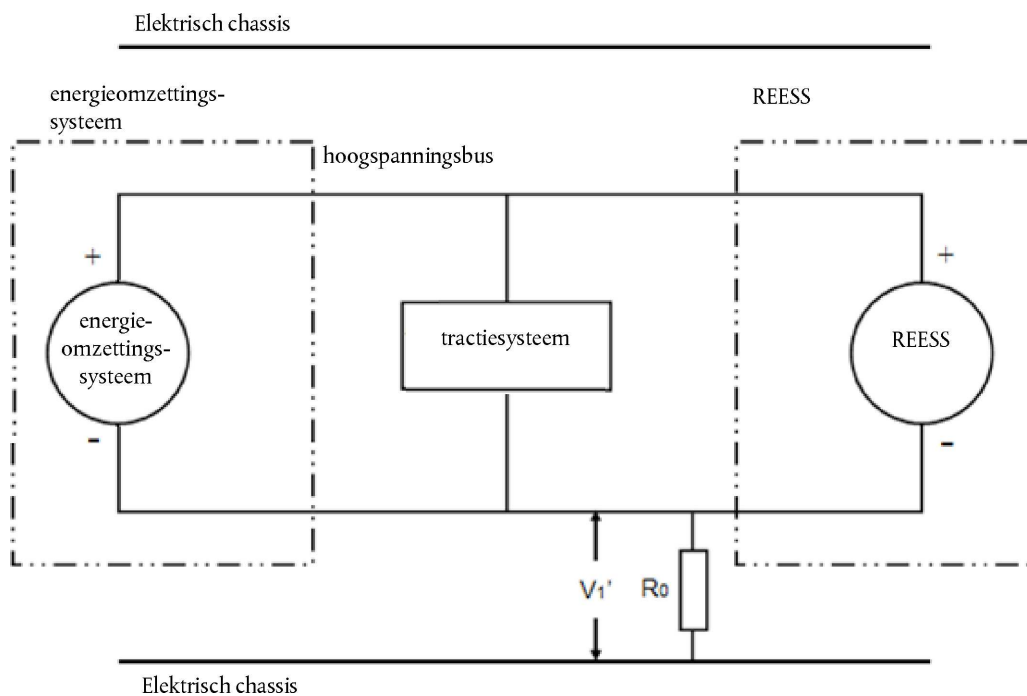 Elektrisch chassis
energieomzettings-
systeem
REESS
hoogspanningsbus
+
+
energie-
omzettings-
systeem
tractiesysteem
REESS
-
-
V1'
R0
Elektrisch chassis